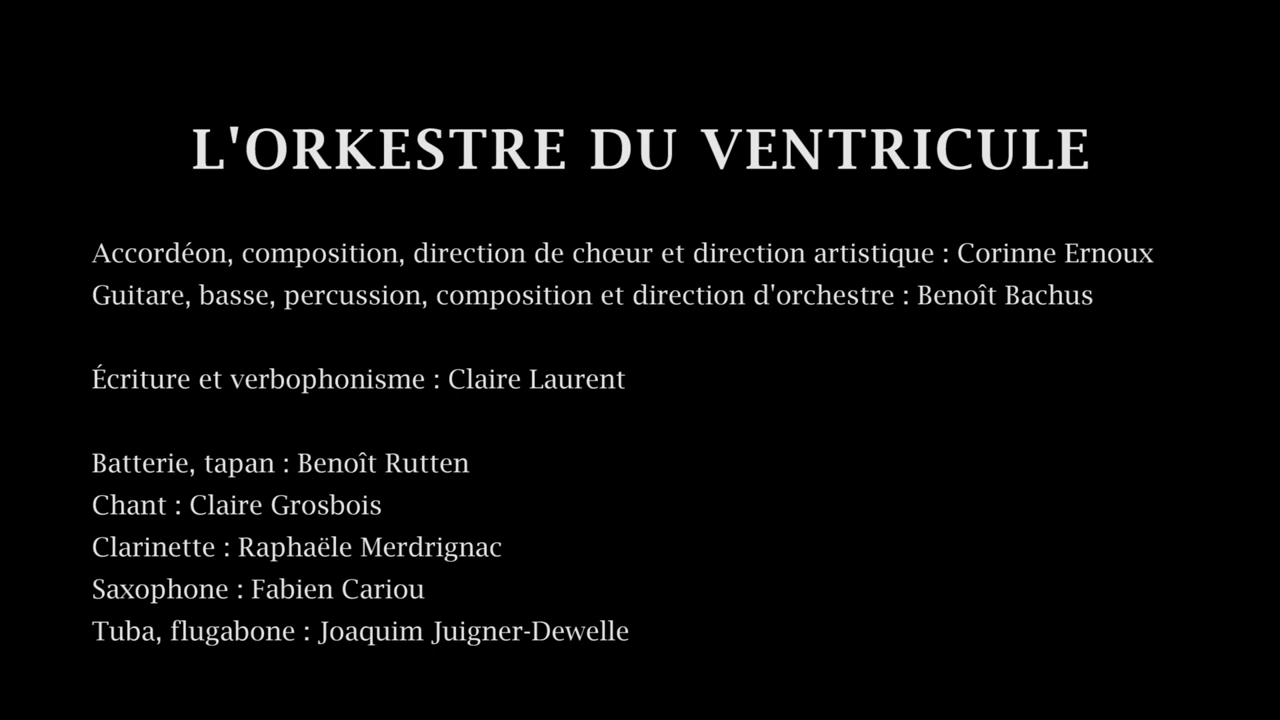 L'ORKESTRE DU VENTRICULE
Accordéon, composition, direction de chœur et direction artistique : Corinne Ernoux
Guitare, basse, percussion, composition et direction d'orchestre : Benoît Bachus
Écriture et verbophonisme : Claire Laurent
Batterie, tapan : Benoît Rutten
Chant : Claire Grosbois
Clarinette : Raphaële Merdrignac
Saxophone : Fabien Cariou
Tuba, flugabone : Joaquim Juigner-Dewelle